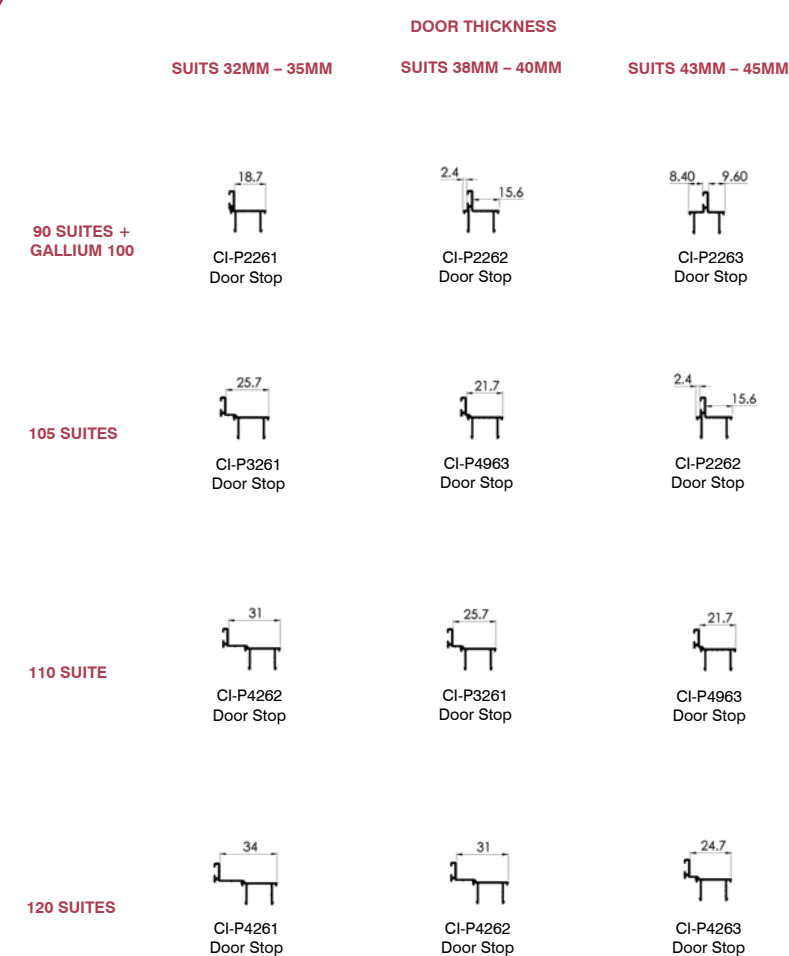 DOOR THICKNESS
SUITS 32MM – 35MM
SUITS 38MM – 40MM
SUITS 43MM – 45MM
90 SUITES +
GALLIUM 100
18.7
CI-P2261
Door Stop
2.4
15.6
CI-P2262
Door Stop
8.40
9.60
CI-P2263
Door Stop
105 SUITES
25.7
CI-P3261
Door Stop
21.7
CI-P4963
Door Stop
2.4
15.6
CI-P2262
Door Stop
110 SUITE
31
CI-P4262
Door Stop
25.7
CI-P3261
Door Stop
21.7
CI-P4963
Door Stop
120 SUITES
34
CI-P4261
Door Stop
31
CI-P4262
Door Stop
24.7
CI-P4263
Door Stop